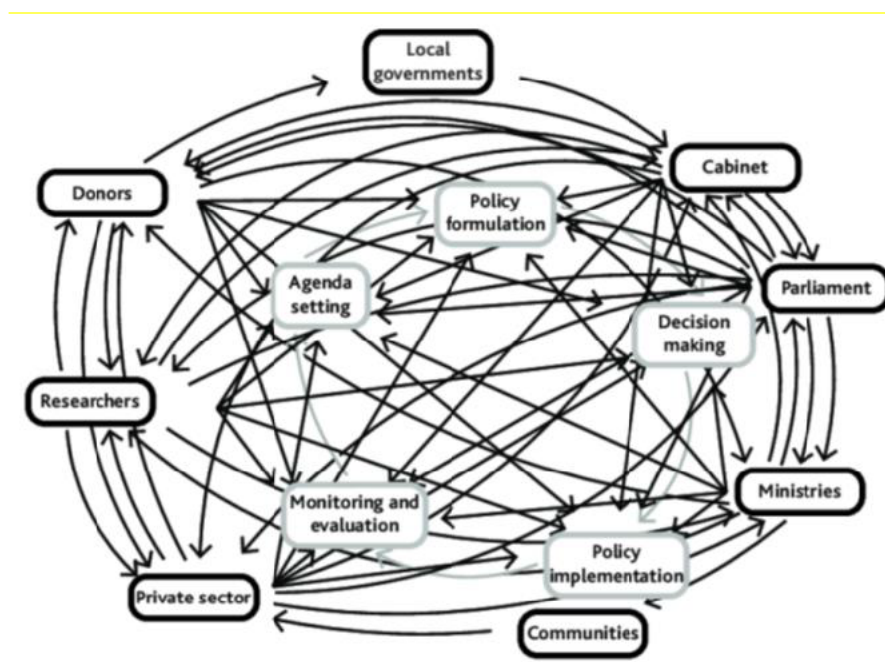 Local
governments
Cabinet
Donors
Policy
formulation
Agenda
setting
Parliament
Decision
making
Researchers
Monitoring and
evaluation
Ministries
Policy
implementation
Private sector
Communities